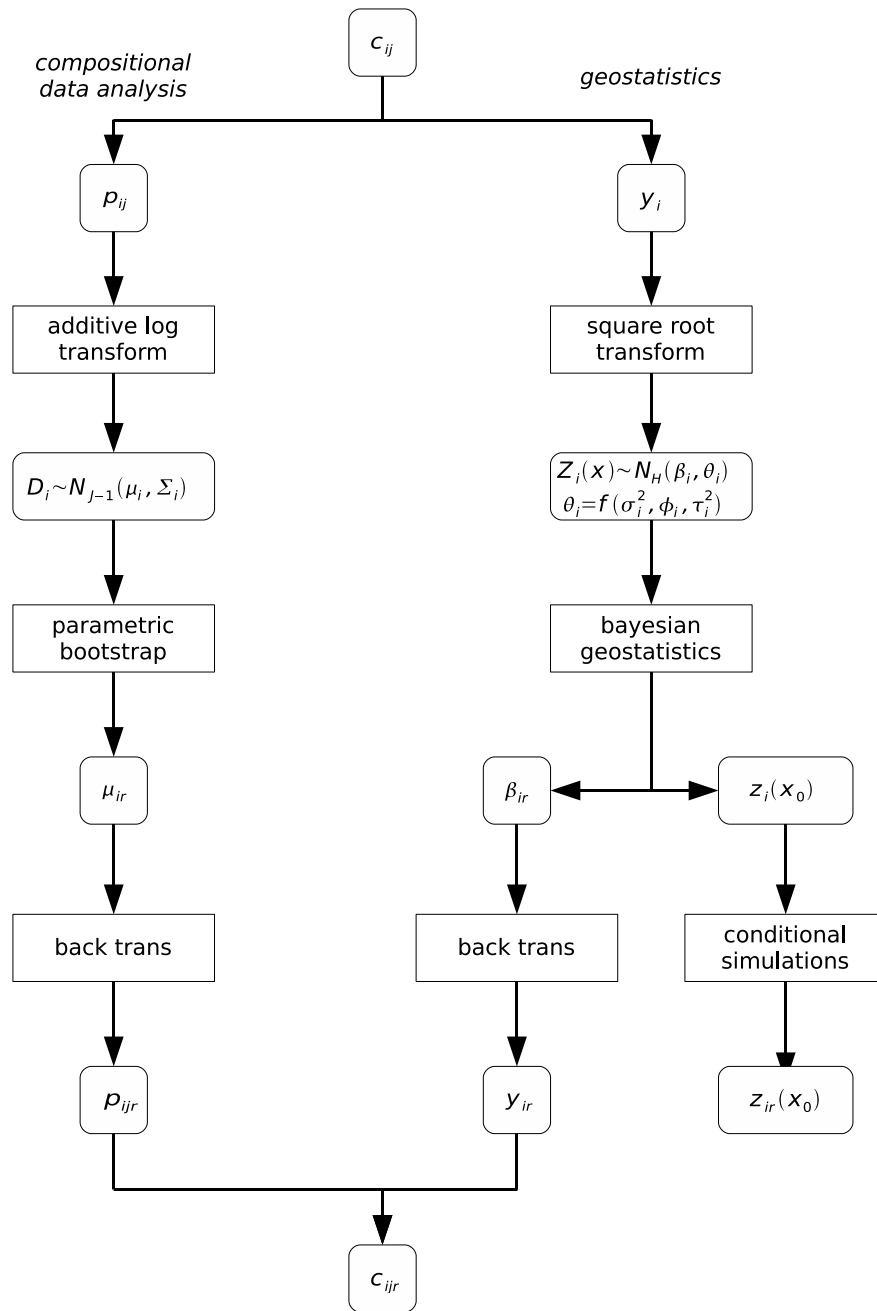 c_ij
compositional
data analysis
geostatistics
p_ij
y_i
additive log
transform
square root
transform
D_i~N_J−1(μ_i, Σ_i)
Z_i(x)~N_H(β_i, θ_i)
θ_i=f(σ_i^2, ϕ_i, τ_i^2)
parametric
bootstrap
bayesian
geostatistics
μ_ir
β_ir
z_i(x_0)
back trans
back trans
conditional
simulations
p_ijr
y_ir
z_ir(x_0)
c_ijr